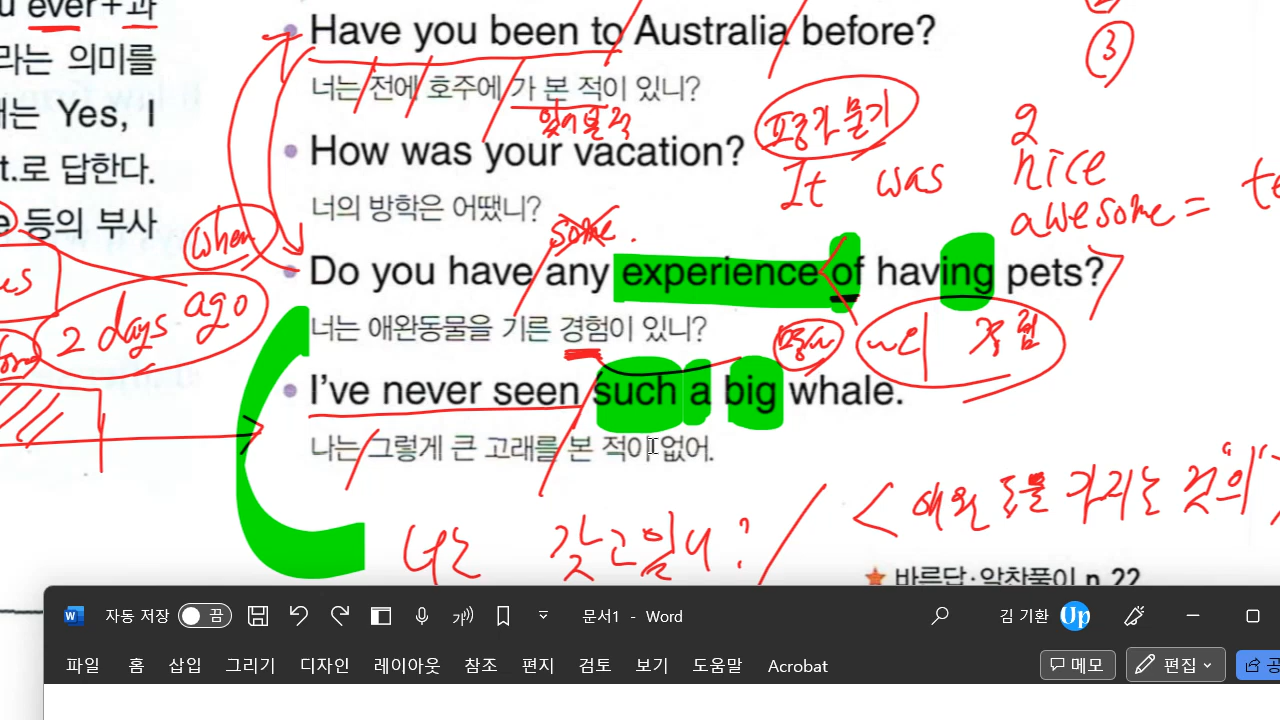 u ever+과
라는 의미를
는 Yes, I
t.로 답한다.
e 등의 부사
Have you been to Australia before?
너는 전에 호주에 가 본 적이 있니?
How was your vacation?
너의 방학은 어땠니?
평가 묻기
It was
nice
awesome =
③
when
2 days ago
some.
Do you have any experience of having pets?
너는 애완동물을 기른 경험이 있니?
명사
~의 경험
I've never seen such a big whale.
나는 그렇게 큰 고래를 본 적이 없어.
너는 갖고있니?
< 애완동물 가지는 것"의"
바른답·알찬풀이 p.22
자동 저장 끔 문서1 - Word 김 기환 Up
파일 홈 삽입 그리기 디자인 레이아웃 참조 편지 검토 보기 도움말 Acrobat 메모 편집